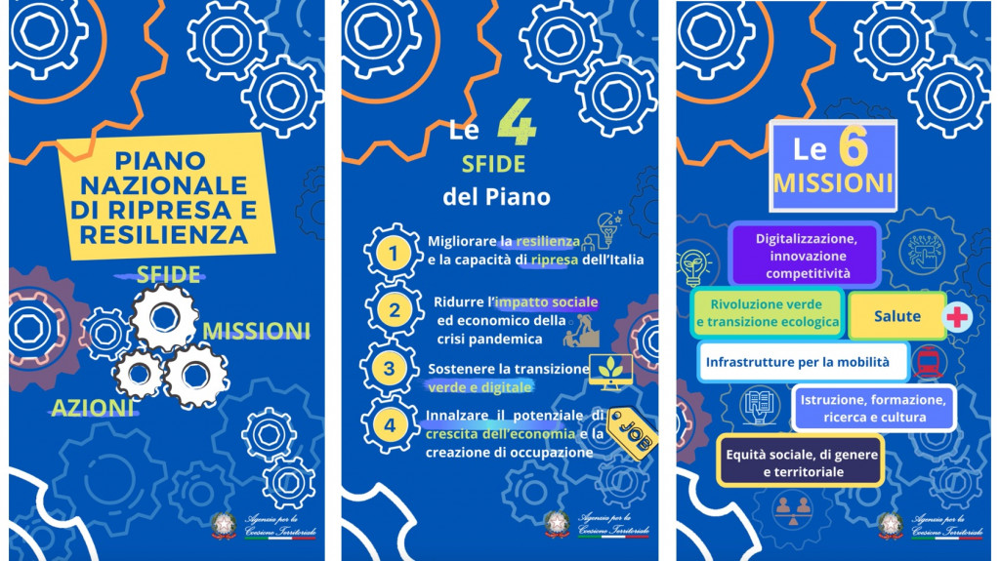 PIANO
NAZIONALE
DI RIPRESA E
RESILIENZA
SFIDE
MISSIONI
AZIONI
Agenzia per la
Coesione Territoriale
Le 4
SFIDE
del Piano
1
Migliorare la resilienza
e la capacità di ripresa dell'Italia
2
Ridurre l'impatto sociale
ed economico della
crisi pandemica
3
Sostenere la transizione
verde e digitale
4
Innalzare il potenziale di
crescita dell'economia e la
creazione di occupazione
JOB
Agenzia per la
Coesione Territoriale
Le 6
MISSIONI
Digitalizzazione,
innovazione
competitività
Rivoluzione verde
e transizione ecologica
Salute
Infrastrutture per la mobilità
Istruzione, formazione,
ricerca e cultura
Equità sociale, di genere
e territoriale
Agenzia per la
Coesione Territoriale